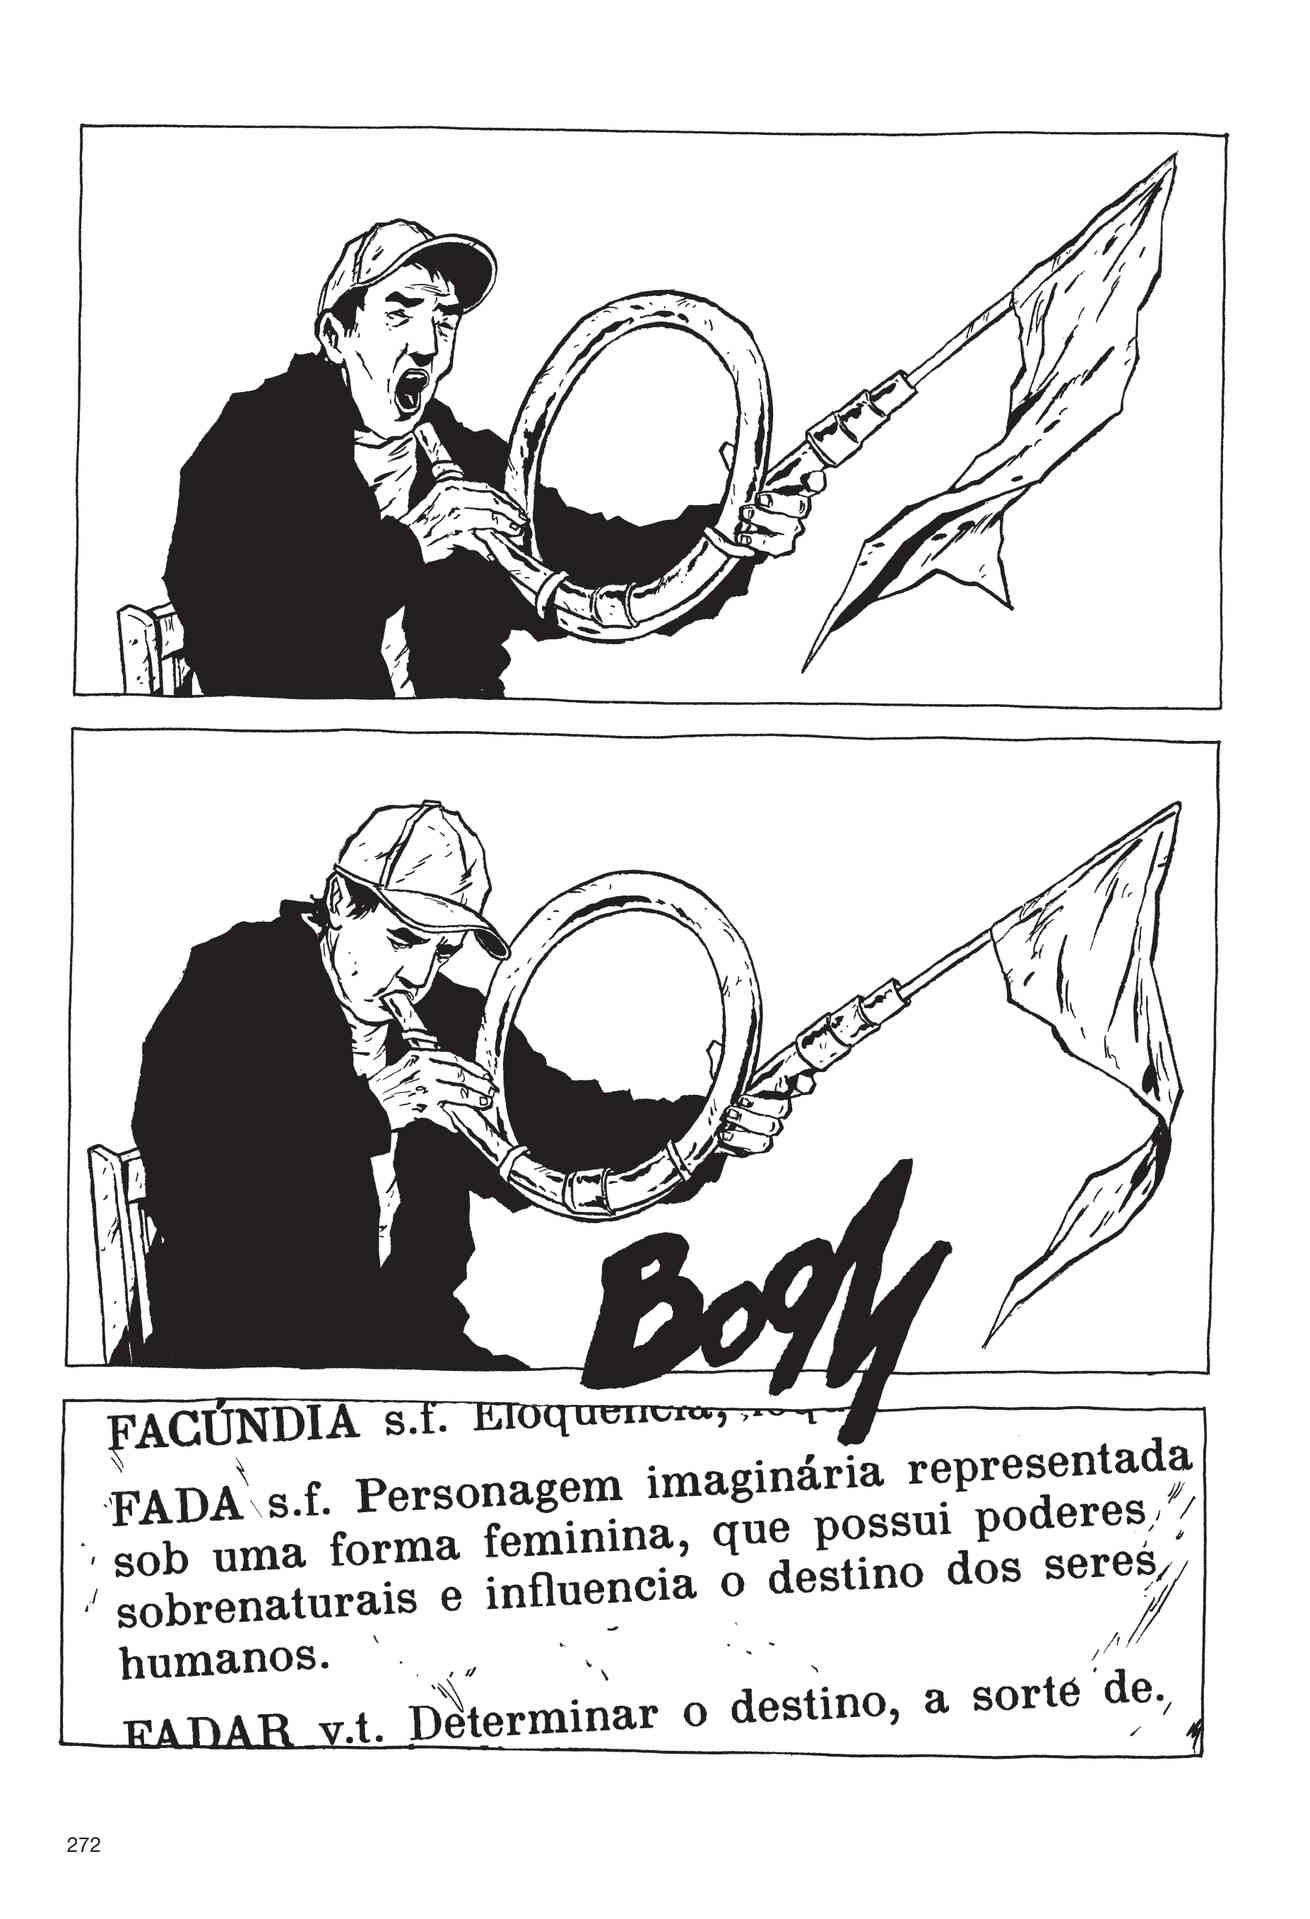 BOOM
FACÚNDIA s.f. Eloquência,
FADA s.f. Personagem imaginária representada
sob uma forma feminina, que possui poderes
sobrenaturais e influencia o destino dos seres
humanos.
FADAR v.t. Determinar o destino, a sorte de.
272